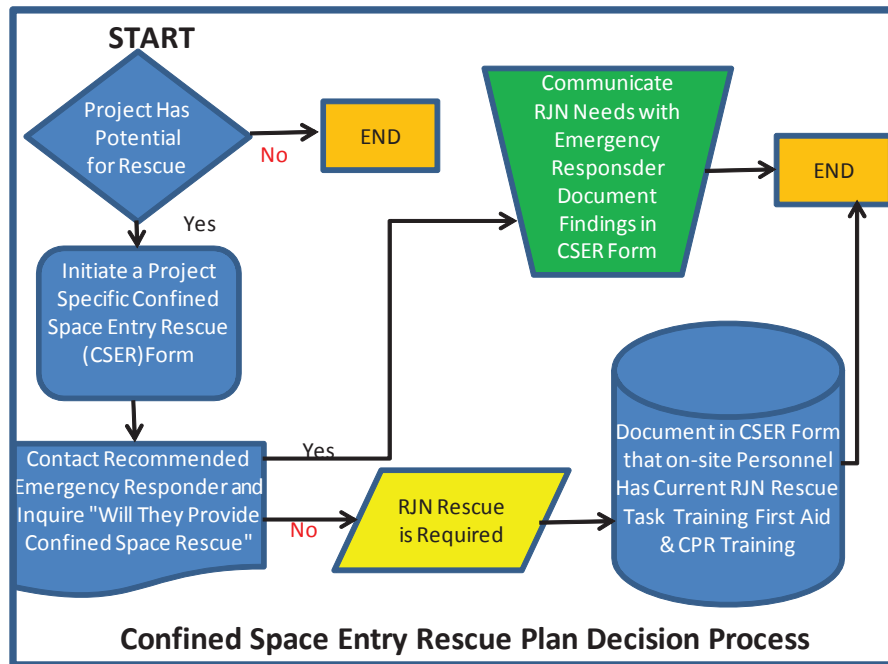 START
Project Has
Potential
for Rescue
No
END
Yes
Initiate a Project
Specific Confined
Space Entry Rescue
(CSER) Form
Contact Recommended
Emergency Responder and
Inquire "Will They Provide
Confined Space Rescue"
Yes
No
Communicate
RJN Needs with
Emergency
Responsder
Document
Findings in
CSER Form
END
RJN Rescue
is Required
Document in CSER Form
that on-site Personnel
Has Current RJN Rescue
Task Training First Aid
& CPR Training
Confined Space Entry Rescue Plan Decision Process